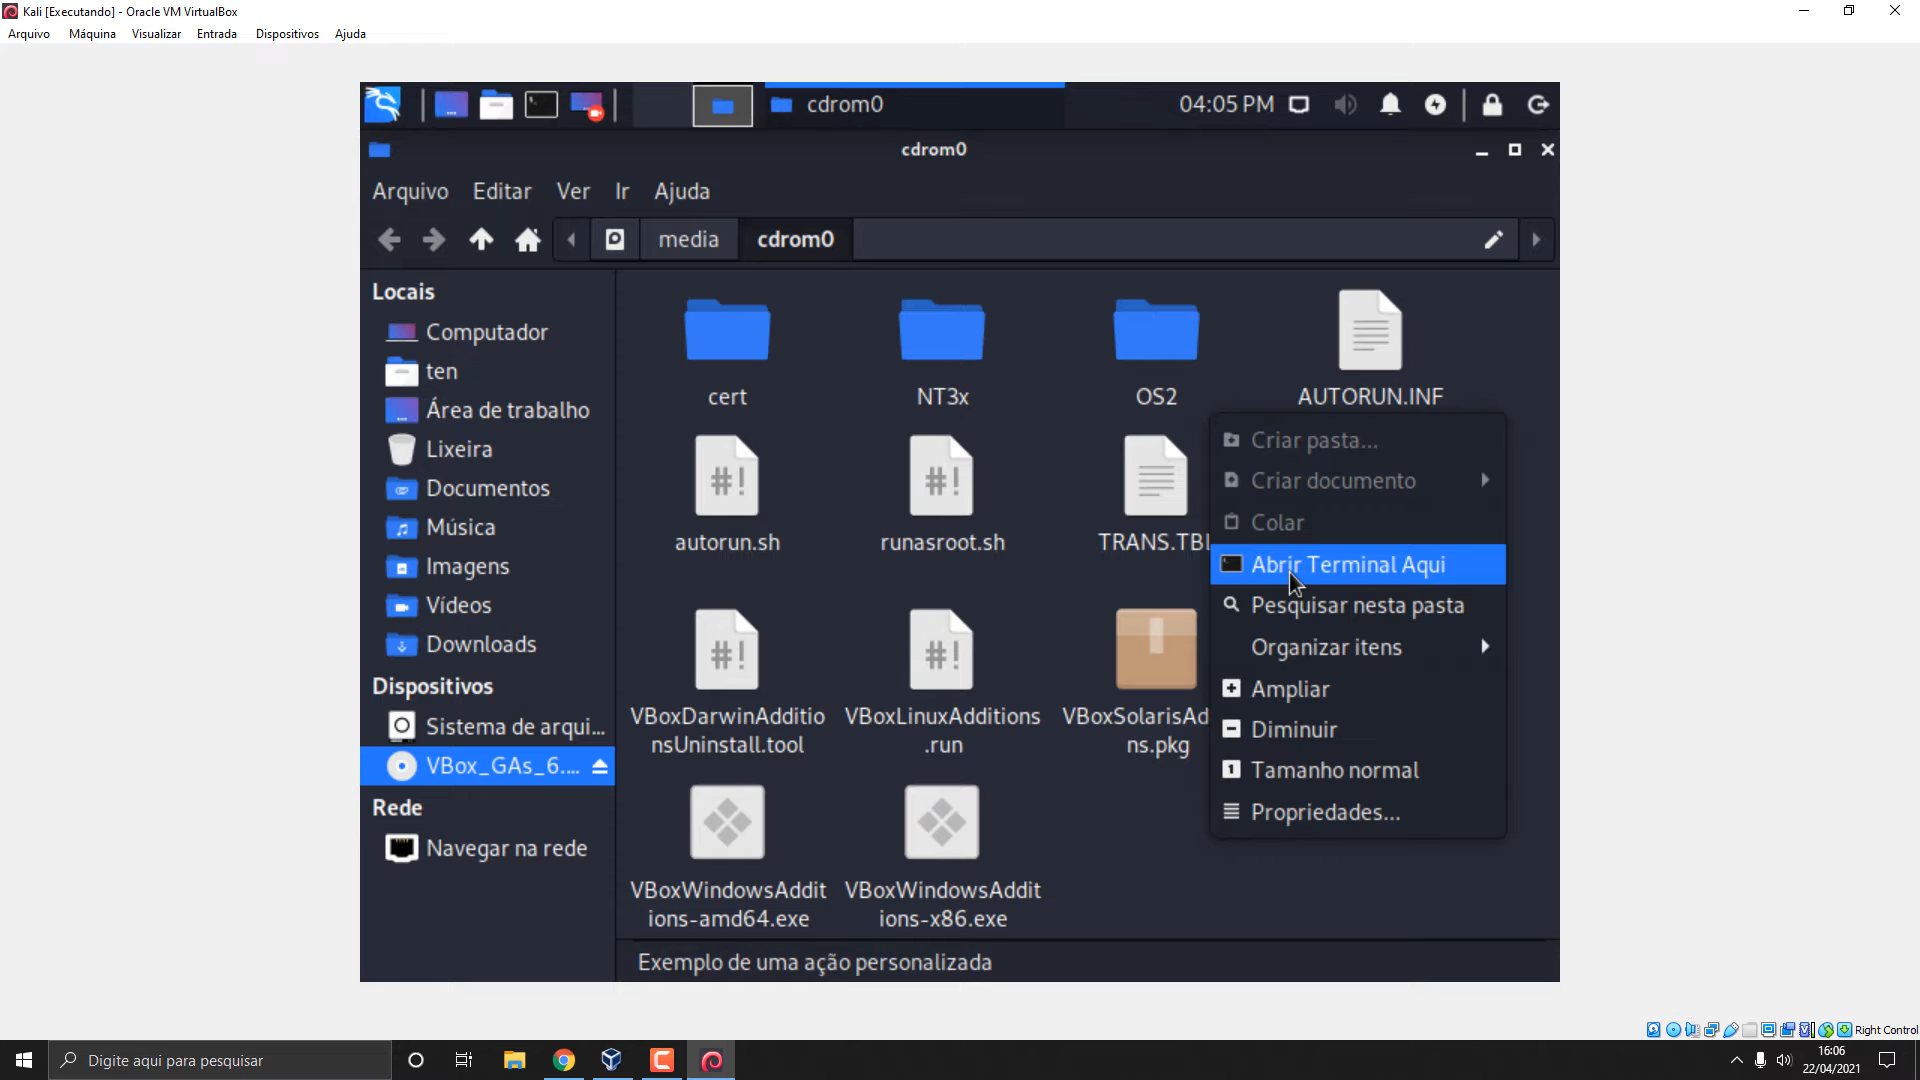 Kali [Executando] - Oracle VM VirtualBox
Arquivo Máquina Visualizar Entrada Dispositivos Ajuda
cdrom0 04:05 PM
cdrom0
Arquivo Editar Ver Ir Ajuda
media cdrom0
Locais
Computador
ten
Área de trabalho
Lixeira
Documentos
Música
Imagens
Vídeos
Downloads
Dispositivos
Sistema de arqui...
VBox_GAs_6....
Rede
Navegar na rede
cert NT3x OS2 AUTORUN.INF
#! #!
autorun.sh runasroot.sh TRANS.TBL
#! #!
VBoxDarwinAdditio VBoxLinuxAdditions VBoxSolarisAd
nsUninstall.tool .run ns.pkg
VBoxWindowsAddit VBoxWindowsAddit
ions-amd64.exe ions-x86.exe
Criar pasta...
Criar documento
Colar
Abrir Terminal Aqui
Pesquisar nesta pasta
Organizar itens
Ampliar
Diminuir
1 Tamanho normal
Propriedades...
Exemplo de uma ação personalizada
Right Control
Digite aqui para pesquisar
16:06
22/04/2021